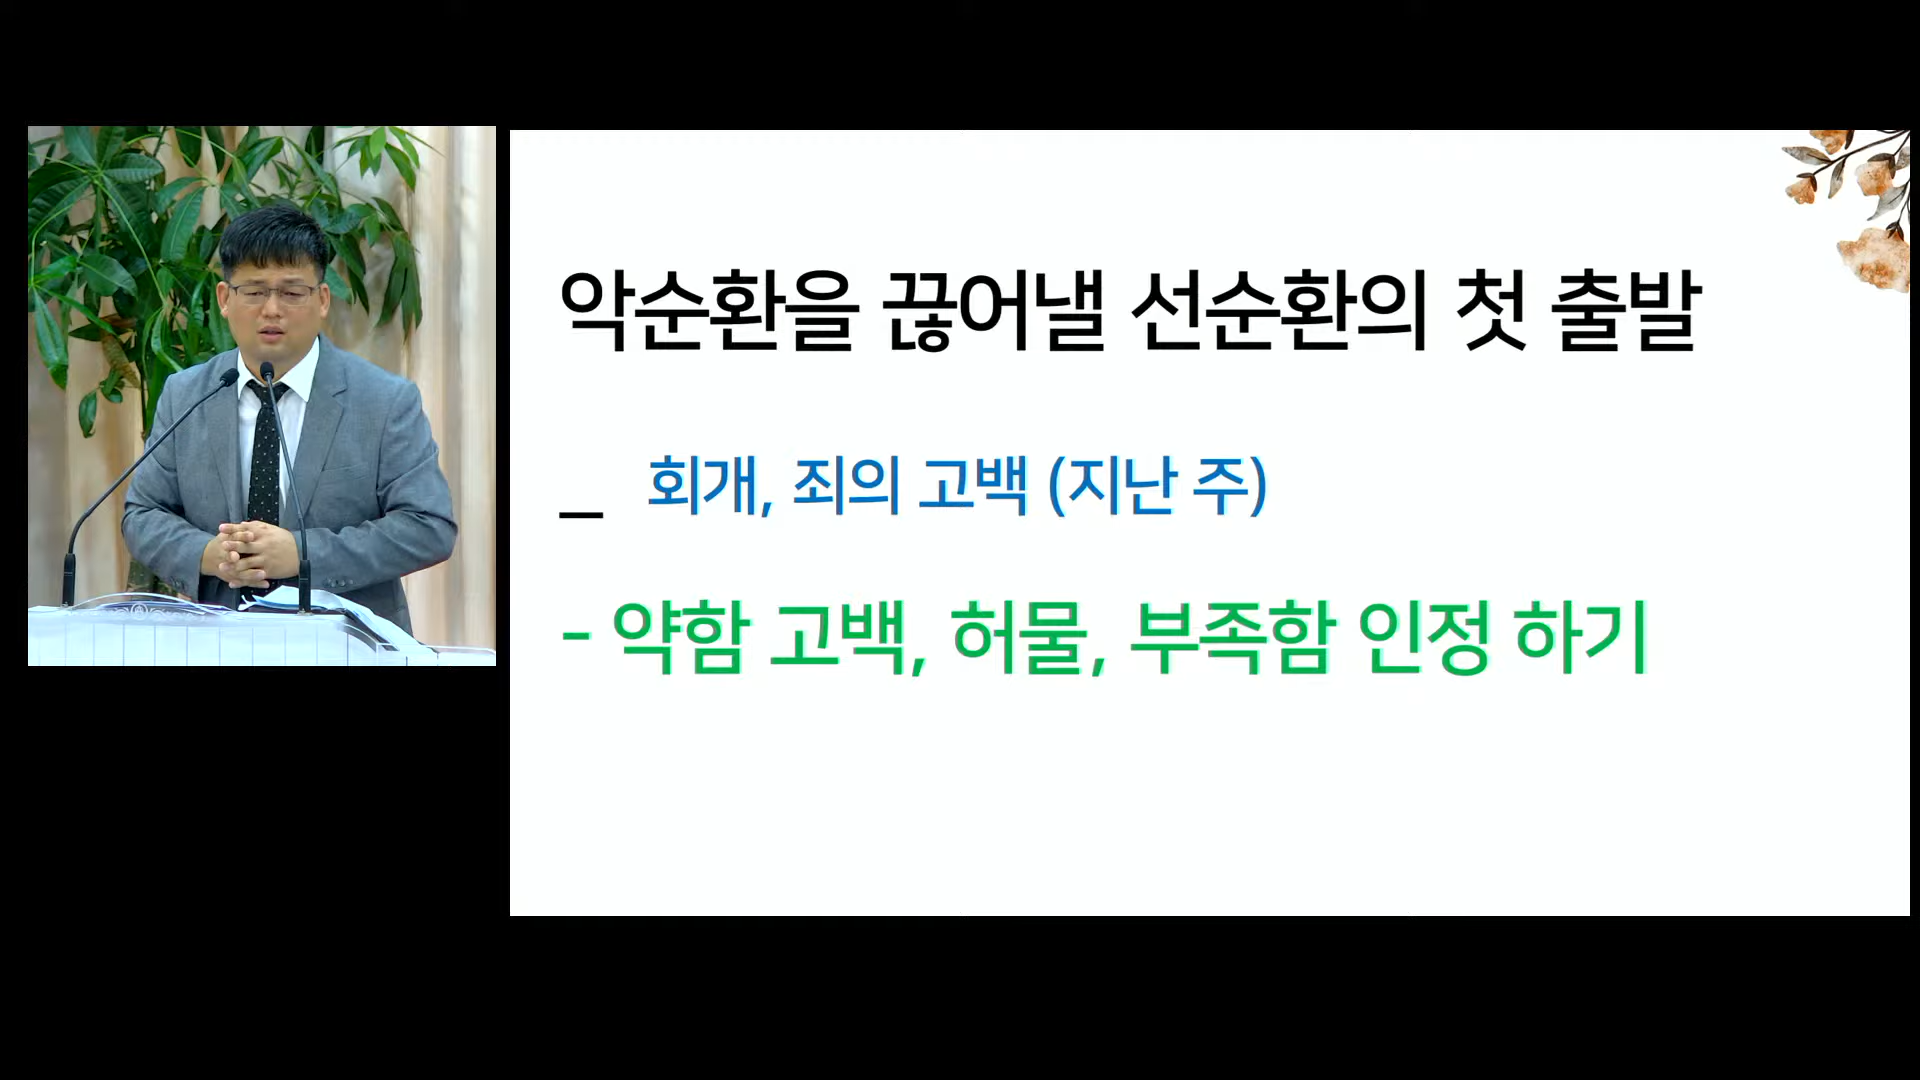 악순환을 끊어낼 선순환의 첫 출발
_ 회개, 죄의 고백 (지난 주)
- 약함 고백, 허물, 부족함 인정 하기